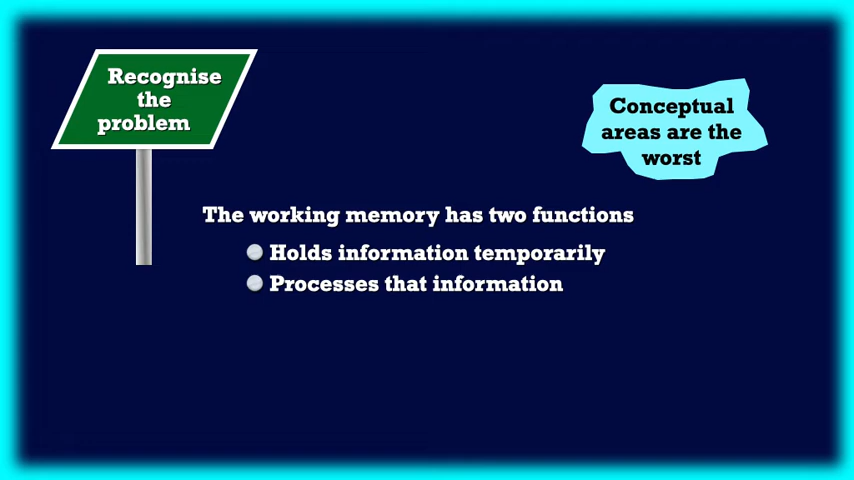 Recognise
the
problem
Conceptual
areas are the
worst
The working memory has two functions
Holds information temporarily
Processes that information